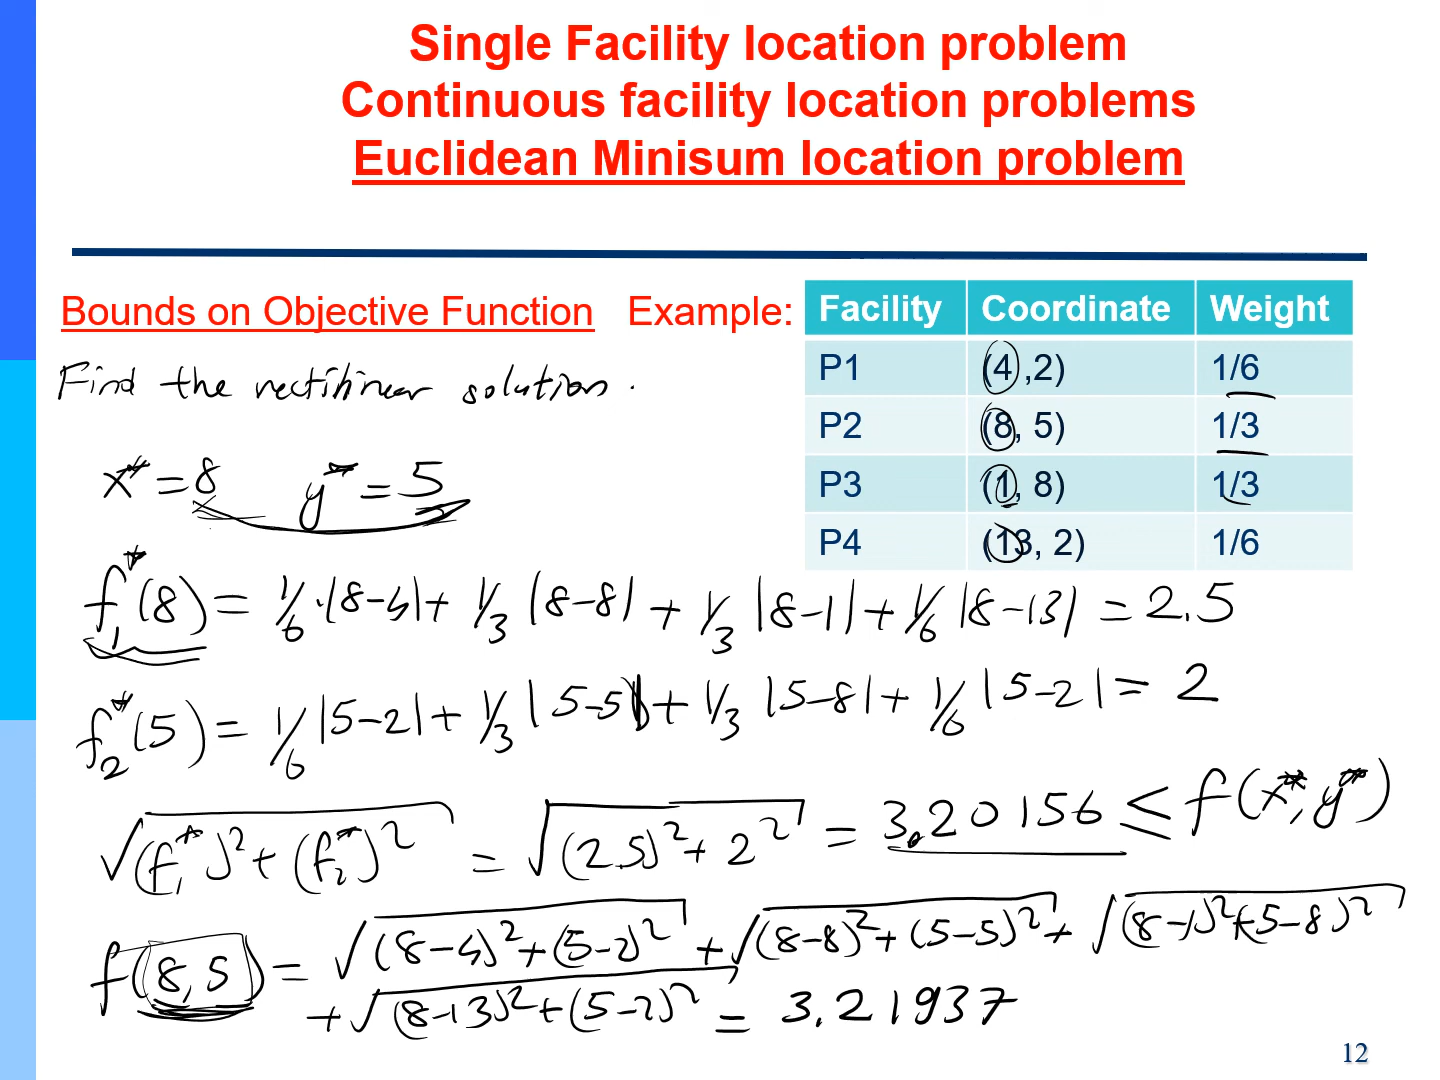 Single Facility location problem
Continuous facility location problems
Euclidean Minisum location problem
Bounds on Objective Function Example:
Facility Coordinate Weight
P1 (4 ,2) 1/6
P2 (8, 5) 1/3
P3 (1, 8) 1/3
P4 (13, 2) 1/6
Find the rectilinear solution.
x* = 8 y* = 5
f₁*(8) = 1/6·|8-4| + 1/3 |8-8| + 1/3 |8-1| + 1/6 |8-13| = 2.5
f₂*(5) = 1/6 |5-2| + 1/3 |5-5| + 1/3 |5-8| + 1/6 |5-2| = 2
√((f₁*)² + (f₂*)²) = √((2.5)² + 2²) = 3.20156 ≤ f(x*, y*)
f(8,5) = √((8-4)² + (5-2)²) + √((8-8)² + (5-5)²) + √((8-1)² + (5-8)²)
+ √((8-13)² + (5-2)²) = 3.21937
12